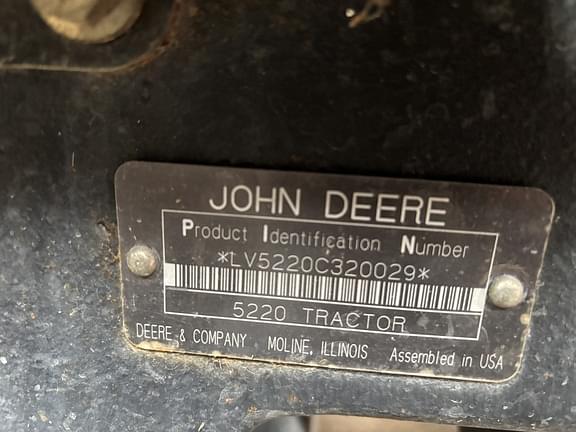 JOHN DEERE
Product Identification Number
*LV5220C320029*
5220 TRACTOR
DEERE & COMPANY MOLINE, ILLINOIS Assembled in USA